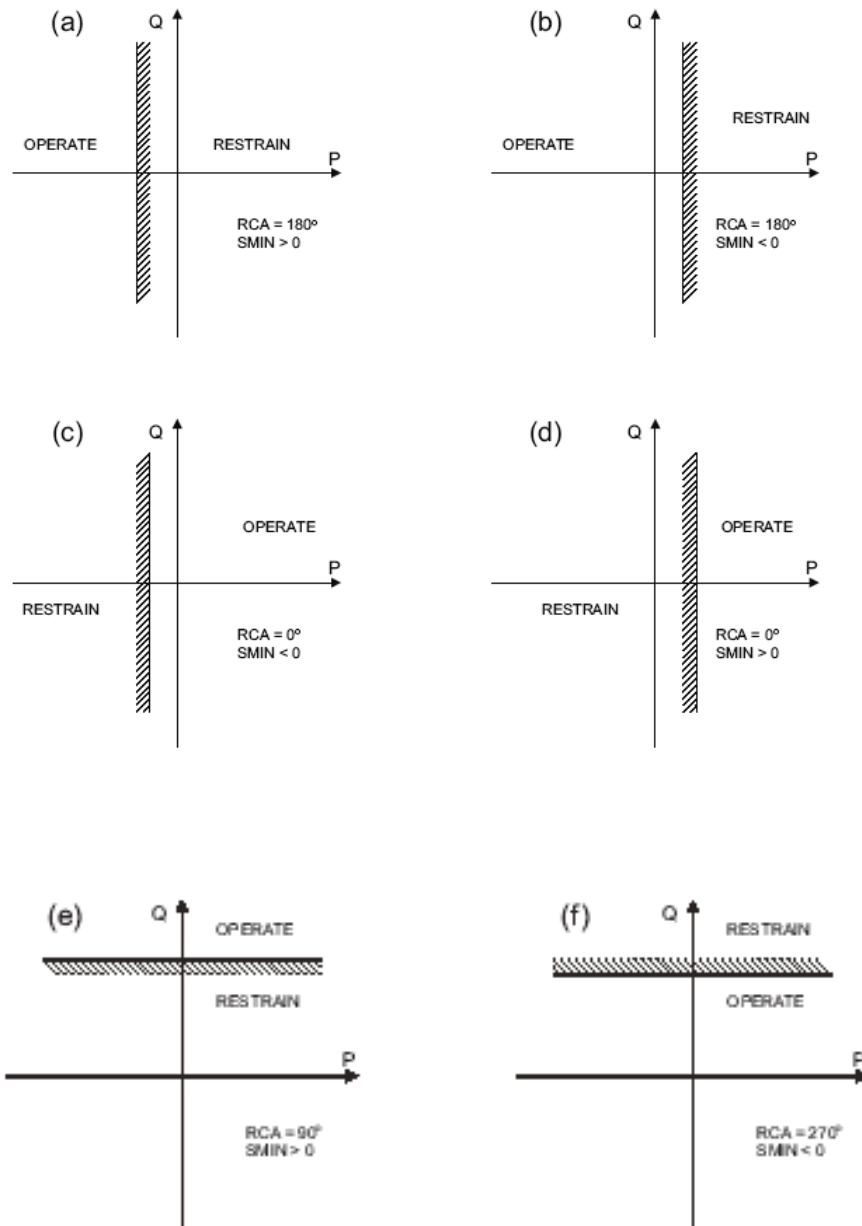 (a)
Q
OPERATE
RESTRAIN
P
RCA = 180º
SMIN > 0
(b)
Q
OPERATE
RESTRAIN
P
RCA = 180º
SMIN < 0
(c)
Q
OPERATE
P
RESTRAIN
RCA = 0º
SMIN < 0
(d)
Q
OPERATE
P
RESTRAIN
RCA = 0º
SMIN > 0
(e)
Q
OPERATE
RESTRAIN
P
RCA = 90º
SMIN > 0
(f)
Q
RESTRAIN
OPERATE
P
RCA = 270º
SMIN < 0